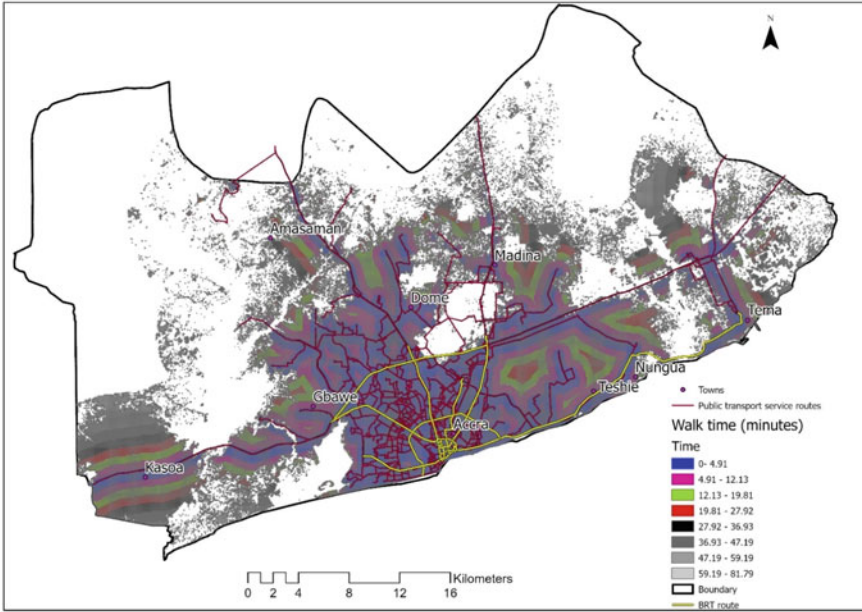 N
Amasaman
Madina
Dome
Tema
Nungua
Teshie
Gbawe
Accra
Kasoa
Towns
Public transport service routes
Walk time (minutes)
Time
0- 4.91
4.91 - 12.13
12.13 - 19.81
19.81 - 27.92
27.92 - 36.93
36.93 - 47.19
47.19 - 59.19
59.19 - 81.79
Boundary
BRT route
Kilometers
0 2 4 8 12 16